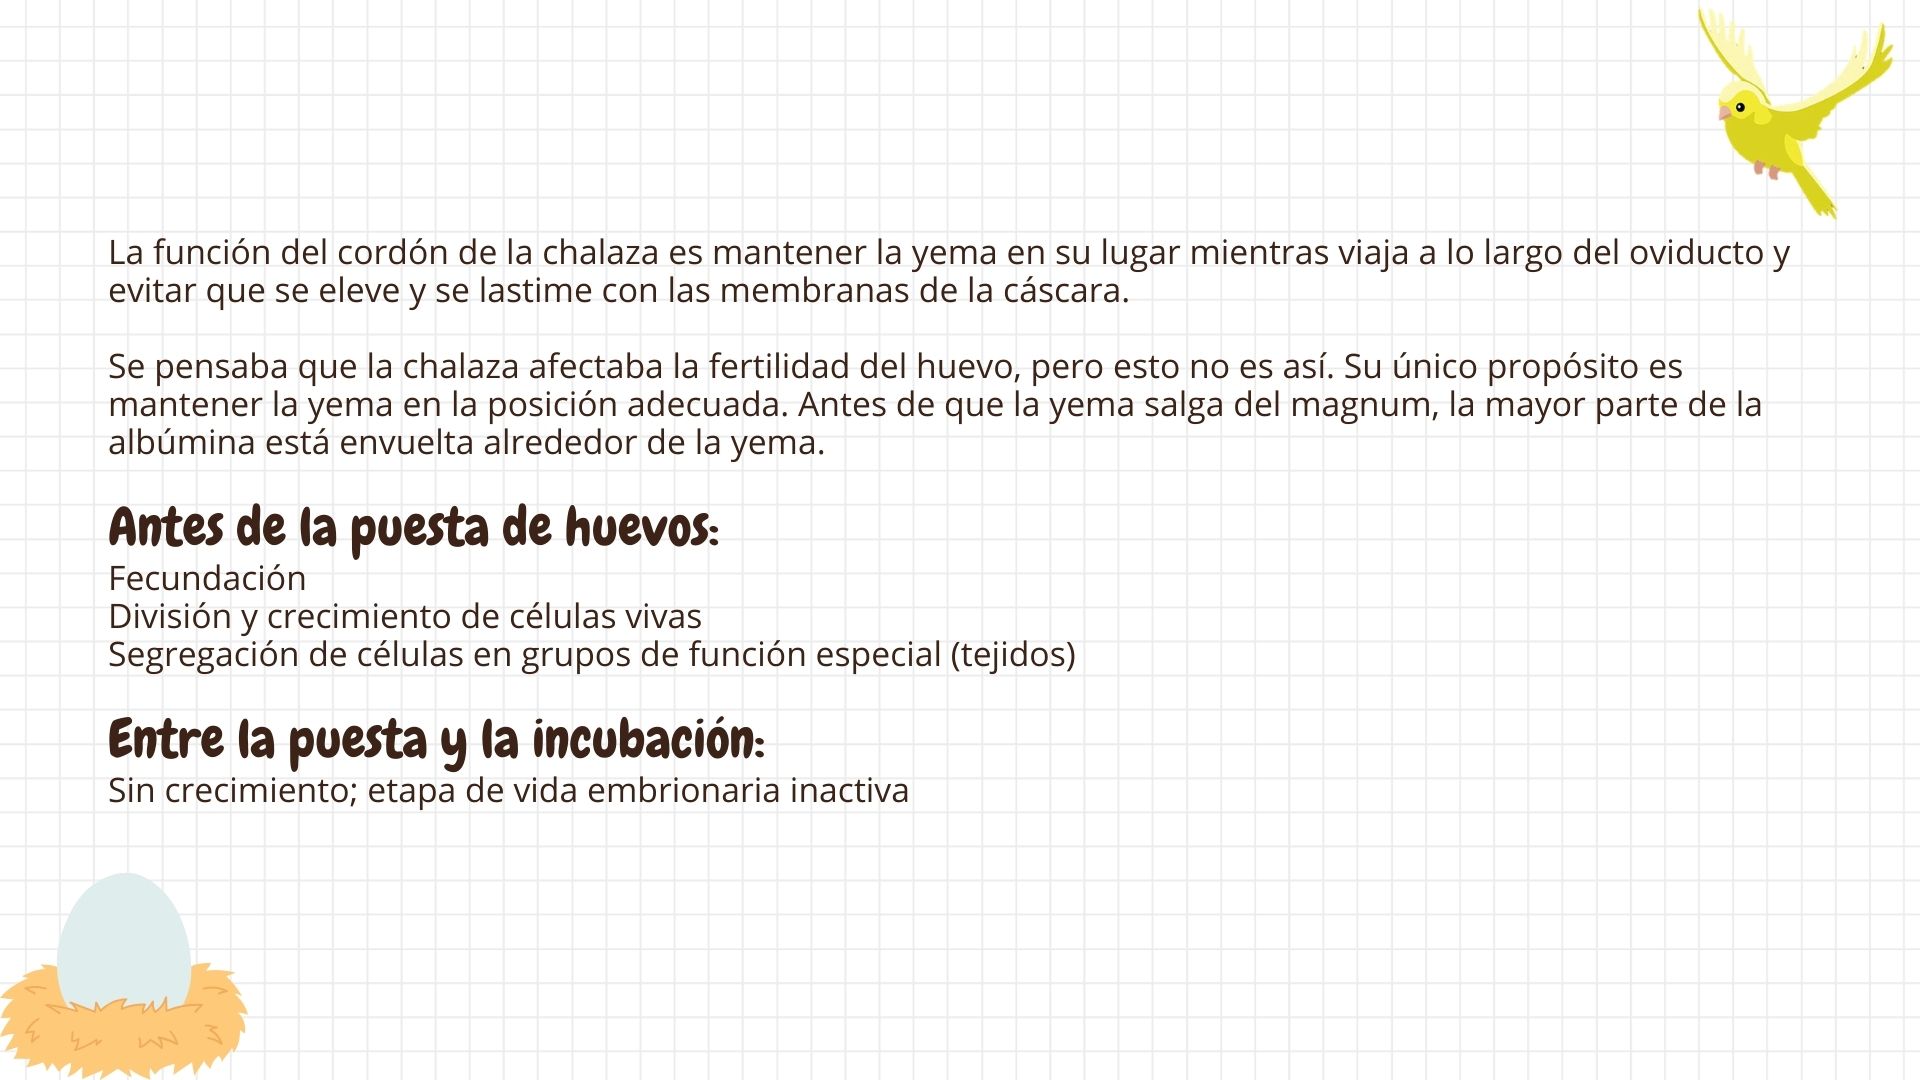 La función del cordón de la chalaza es mantener la yema en su lugar mientras viaja a lo largo del oviducto y
evitar que se eleve y se lastime con las membranas de la cáscara.
Se pensaba que la chalaza afectaba la fertilidad del huevo, pero esto no es así. Su único propósito es
mantener la yema en la posición adecuada. Antes de que la yema salga del magnum, la mayor parte de la
albúmina está envuelta alrededor de la yema.
Antes de la puesta de huevos:
Fecundación
División y crecimiento de células vivas
Segregación de células en grupos de función especial (tejidos)
Entre la puesta y la incubación:
Sin crecimiento; etapa de vida embrionaria inactiva